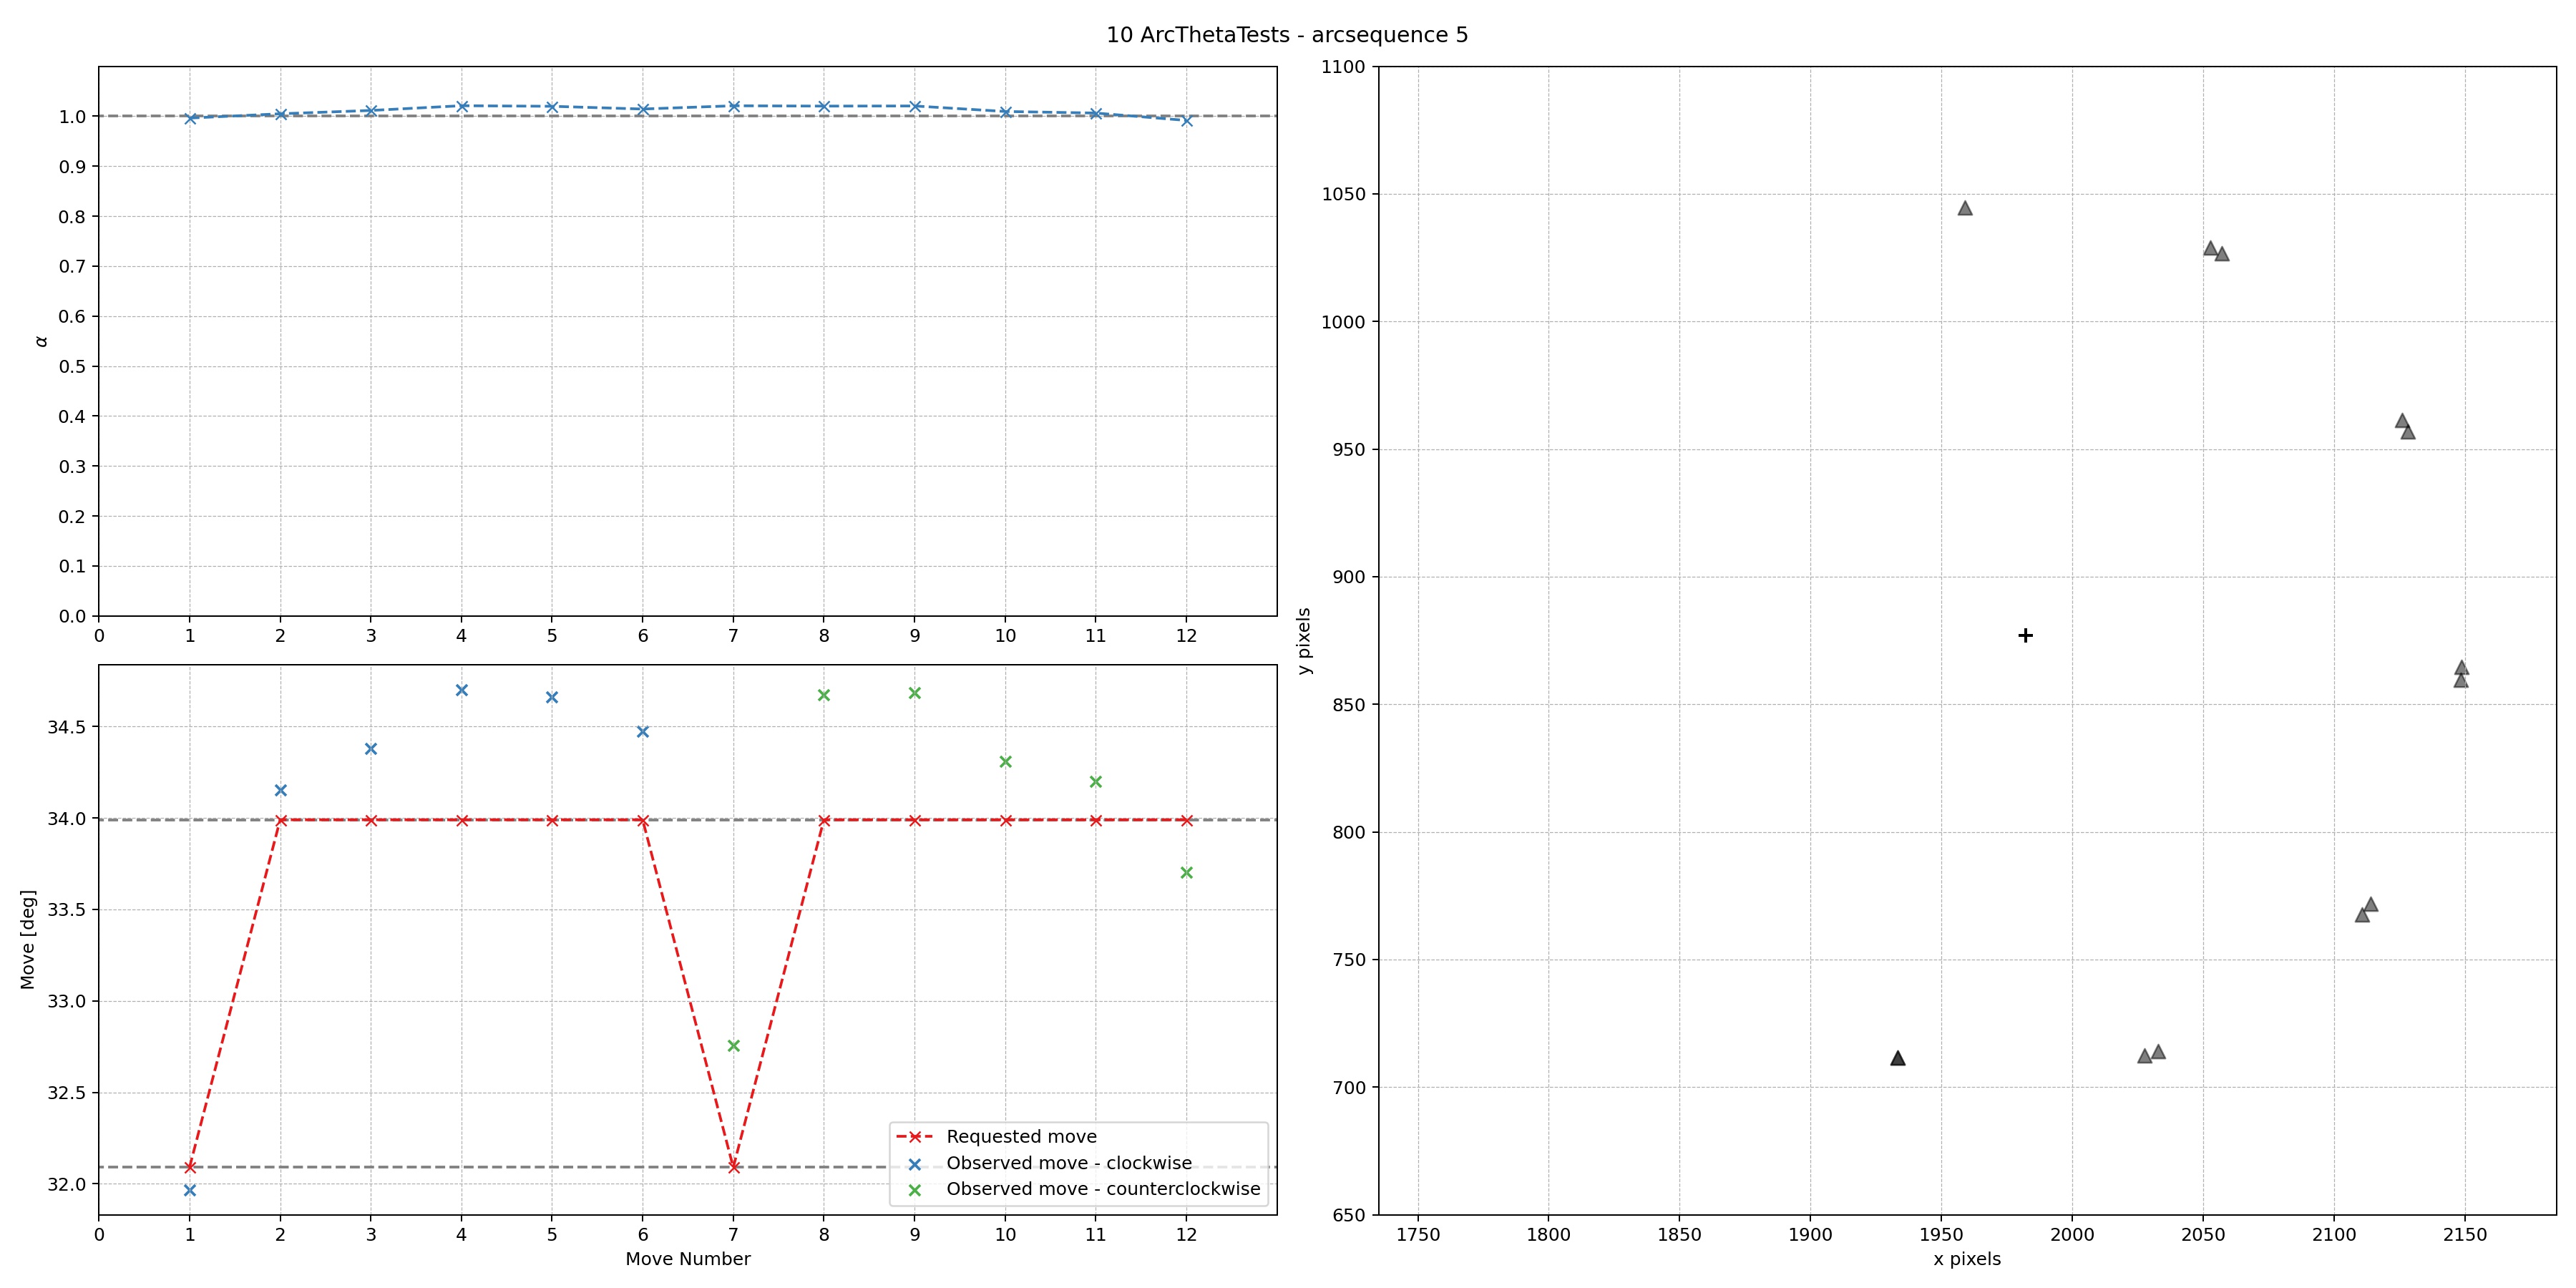 10 ArcThetaTests - arcsequence 5
1.0
0.9
0.8
0.7
0.6
0.5
0.4
0.3
0.2
0.1
0.0
α
0 1 2 3 4 5 6 7 8 9 10 11 12
34.5
34.0
33.5
33.0
32.5
32.0
Move [deg]
Requested move
Observed move - clockwise
Observed move - counterclockwise
0 1 2 3 4 5 6 7 8 9 10 11 12
Move Number
1100
1050
1000
950
900
850
800
750
700
650
y pixels
1750 1800 1850 1900 1950 2000 2050 2100 2150
x pixels